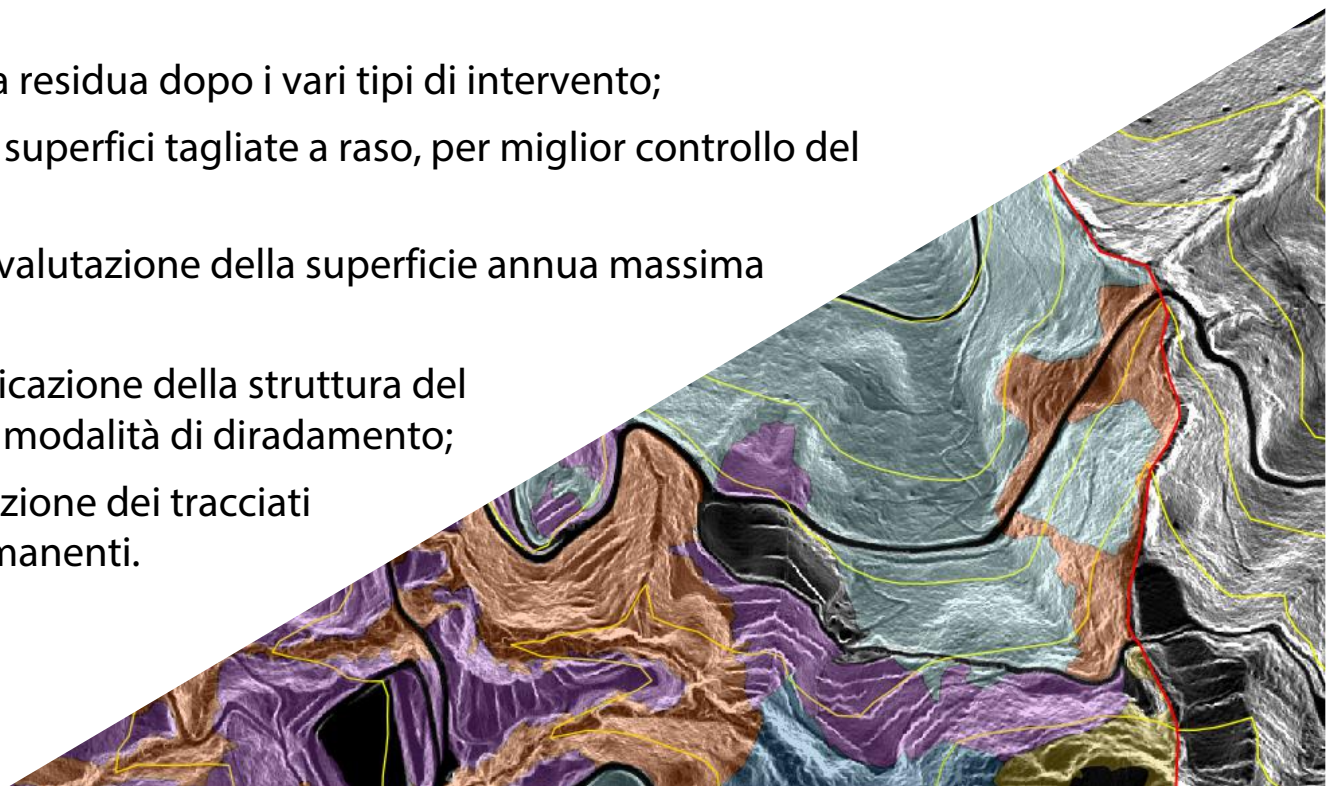 a residua dopo i vari tipi di intervento;
superfici tagliate a raso, per miglior controllo del
valutazione della superficie annua massima
icazione della struttura del
modalità di diradamento;
zione dei tracciati
manenti.